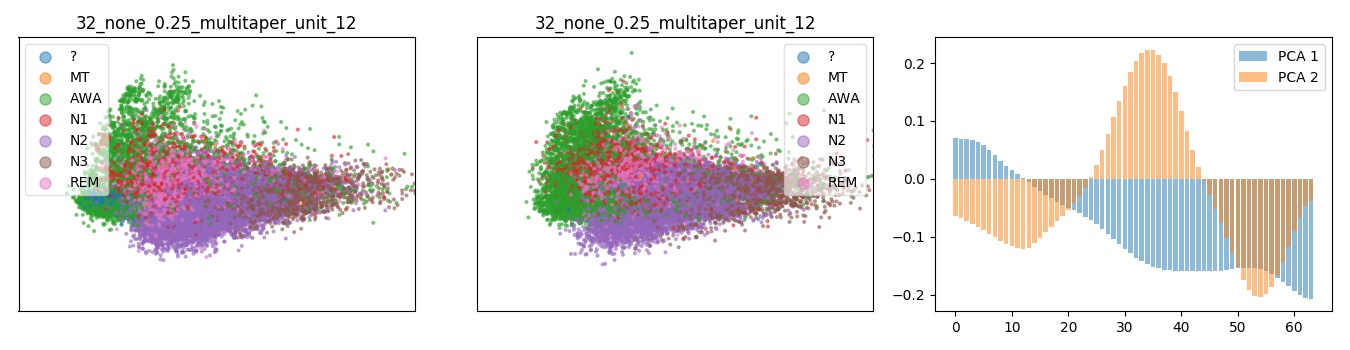 32_none_0.25_multitaper_unit_12
?
MT
AWA
N1
N2
N3
REM
32_none_0.25_multitaper_unit_12
?
MT
AWA
N1
N2
N3
REM
PCA 1
PCA 2
0.2
0.1
0.0
−0.1
−0.2
0 10 20 30 40 50 60